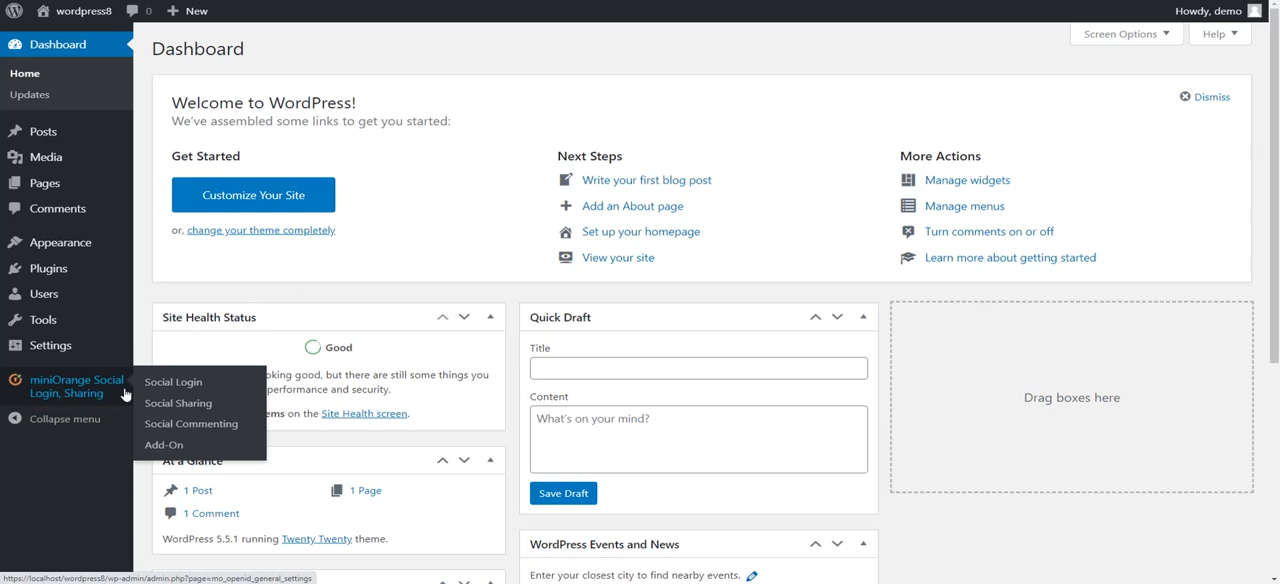 wordpress8 0 New Howdy, demo
Dashboard
Home
Updates
Posts
Media
Pages
Comments
Appearance
Plugins
Users
Tools
Settings
miniOrange Social
Login, Sharing
Collapse menu
Social Login
Social Sharing
Social Commenting
Add-On
Dashboard
Screen Options
Help
Welcome to WordPress!
We've assembled some links to get you started:
Dismiss
Get Started
Customize Your Site
or, change your theme completely
Next Steps
Write your first blog post
Add an About page
Set up your homepage
View your site
More Actions
Manage widgets
Manage menus
Turn comments on or off
Learn more about getting started
Site Health Status
Good
oking good, but there are still some things you
performance and security.
ems on the Site Health screen.
At a Glance
1 Post 1 Page
1 Comment
WordPress 5.5.1 running Twenty Twenty theme.
Quick Draft
Title
Content
What's on your mind?
Save Draft
WordPress Events and News
Enter your closest city to find nearby events.
Drag boxes here
https://localhost/wordpress8/wp-admin/admin.php?page=mo_openid_general_settings